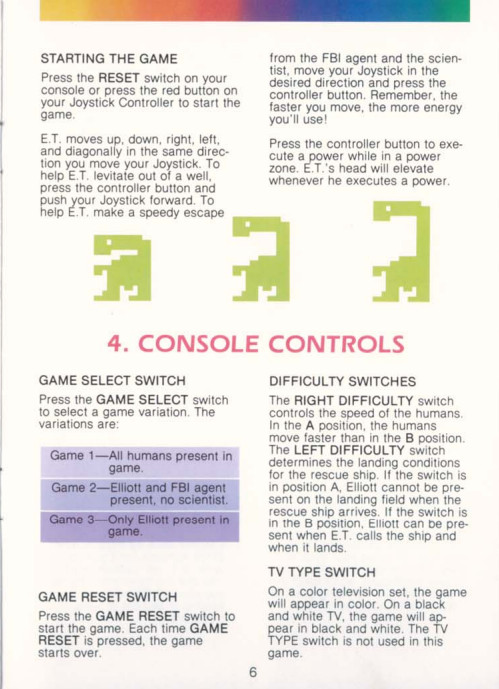 STARTING THE GAME
Press the RESET switch on your
console or press the red button on
your Joystick Controller to start the
game.
E.T. moves up, down, right, left,
and diagonally in the same direc-
tion you move your Joystick. To
help E.T. levitate out of a well,
press the controller button and
push your Joystick forward. To
help E.T. make a speedy escape
from the FBI agent and the scien-
tist, move your Joystick in the
desired direction and press the
controller button. Remember, the
faster you move, the more energy
you'll use!
Press the controller button to exe-
cute a power while in a power
zone. E.T.'s head will elevate
whenever he executes a power.
4. CONSOLE CONTROLS
GAME SELECT SWITCH
Press the GAME SELECT switch
to select a game variation. The
variations are:
Game 1—All humans present in
game.
Game 2—Elliott and FBI agent
present, no scientist.
Game 3—Only Elliott present in
game.
GAME RESET SWITCH
Press the GAME RESET switch to
start the game. Each time GAME
RESET is pressed, the game
starts over.
DIFFICULTY SWITCHES
The RIGHT DIFFICULTY switch
controls the speed of the humans.
In the A position, the humans
move faster than in the B position.
The LEFT DIFFICULTY switch
determines the landing conditions
for the rescue ship. If the switch is
in position A, Elliott cannot be pre-
sent on the landing field when the
rescue ship arrives. If the switch is
in the B position, Elliott can be pre-
sent when E.T. calls the ship and
when it lands.
TV TYPE SWITCH
On a color television set, the game
will appear in color. On a black
and white TV, the game will ap-
pear in black and white. The TV
TYPE switch is not used in this
game.
6